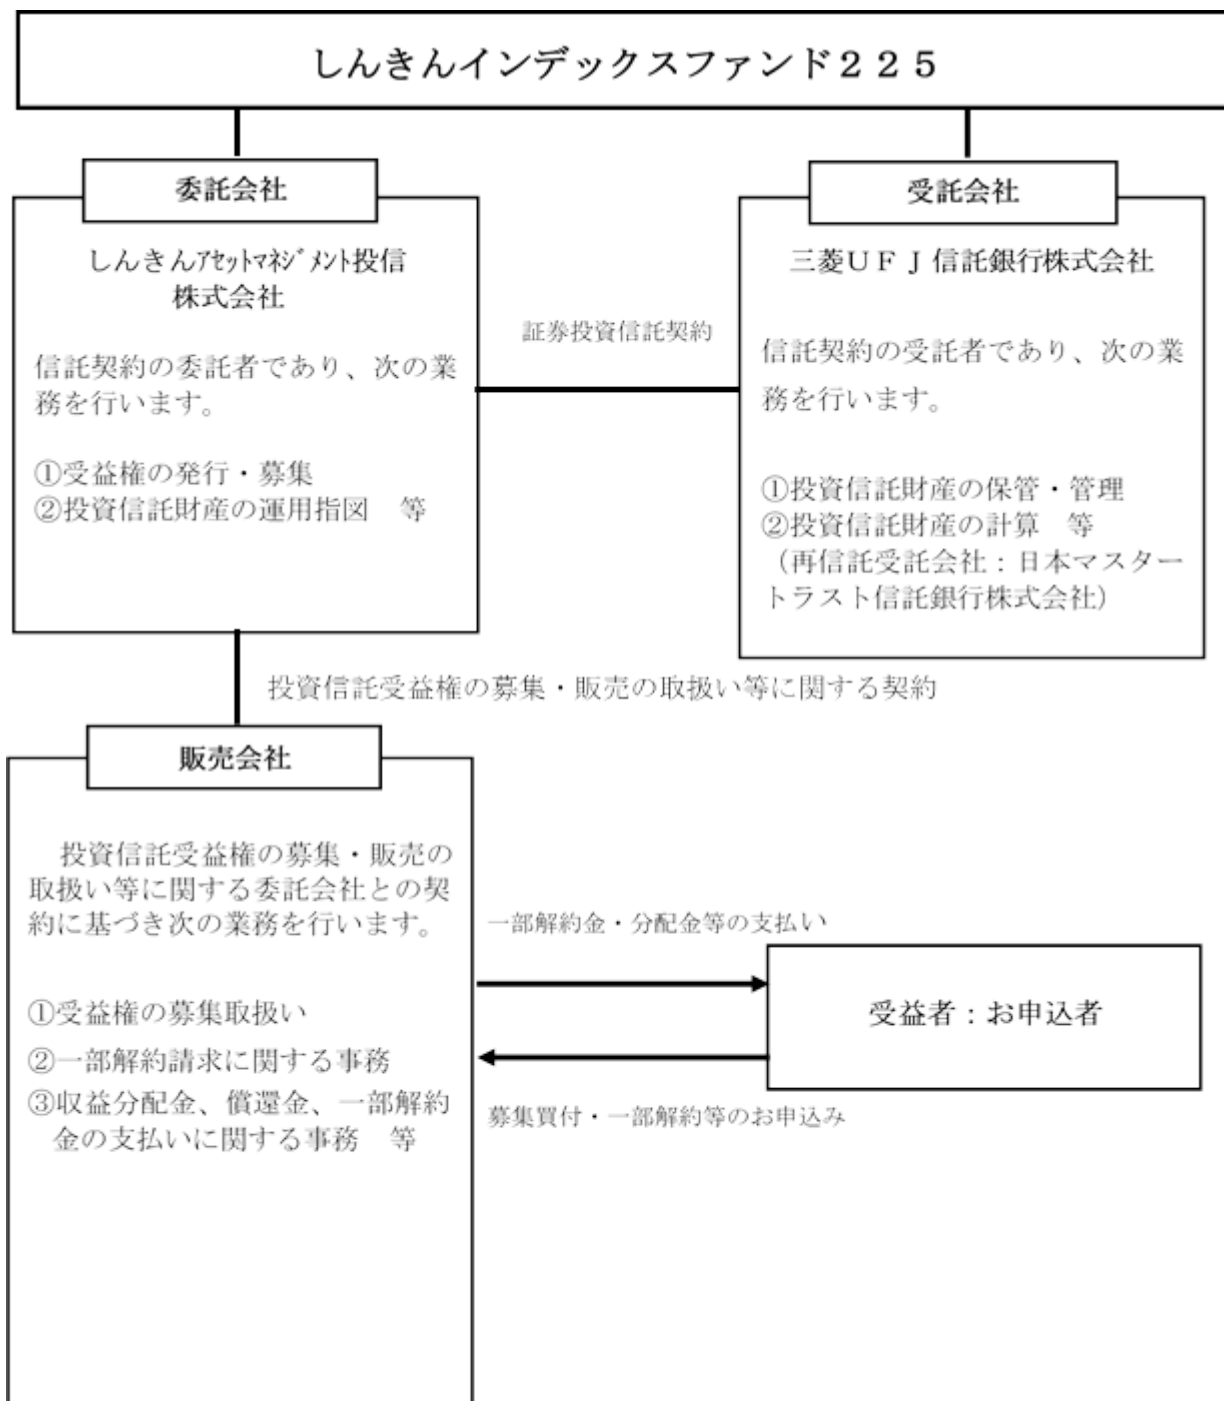 しんきんインデックスファンド２２５
委託会社
しんきんｱｾｯﾄﾏﾈｼﾞﾒﾝﾄ投信
株式会社
信託契約の委託者であり、次の業
務を行います。
①受益権の発行・募集
②投資信託財産の運用指図　等
証券投資信託契約
受託会社
三菱ＵＦＪ信託銀行株式会社
信託契約の受託者であり、次の業
務を行います。
①投資信託財産の保管・管理
②投資信託財産の計算　等
（再信託受託会社：日本マスター
トラスト信託銀行株式会社）
投資信託受益権の募集・販売の取扱い等に関する契約
販売会社
投資信託受益権の募集・販売の
取扱い等に関する委託会社との契
約に基づき次の業務を行います。
①受益権の募集取扱い
②一部解約請求に関する事務
③収益分配金、償還金、一部解約
金の支払いに関する事務　等
一部解約金・分配金等の支払い
受益者：お申込者
募集買付・一部解約等のお申込み